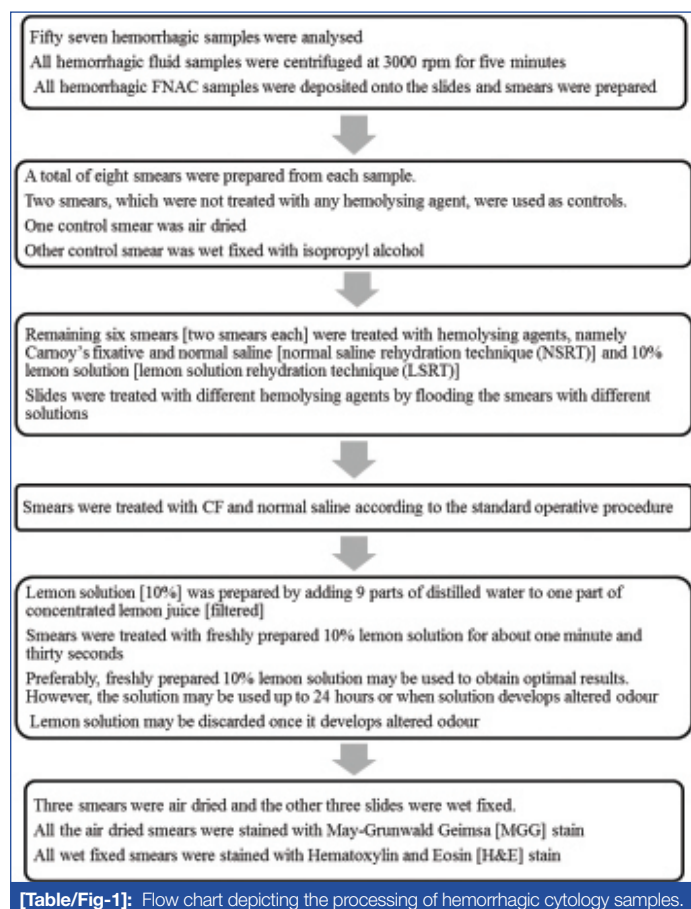 Fifty seven hemorrhagic samples were analysed
All hemorrhagic fluid samples were centrifuged at 3000 rpm for five minutes
All hemorrhagic FNAC samples were deposited onto the slides and smears were prepared
A total of eight smears were prepared from each sample.
Two smears, which were not treated with any hemolysing agent, were used as controls.
One control smear was air dried
Other control smear was wet fixed with isopropyl alcohol
Remaining six smears [two smears each] were treated with hemolysing agents, namely
Carnoy's fixative and normal saline [normal saline rehydration technique (NSRT)] and 10%
lemon solution [lemon solution rehydration technique (LSRT)]
Slides were treated with different hemolysing agents by flooding the smears with different
solutions
Smears were treated with CF and normal saline according to the standard operative procedure
Lemon solution [10%] was prepared by adding 9 parts of distilled water to one part of
concentrated lemon juice [filtered]
Smears were treated with freshly prepared 10% lemon solution for about one minute and
thirty seconds
Preferably, freshly prepared 10% lemon solution may be used to obtain optimal results.
However, the solution may be used up to 24 hours or when solution develops altered odour
Lemon solution may be discarded once it develops altered odour
Three smears were air dried and the other three slides were wet fixed.
All the air dried smears were stained with May-Grunwald Geimsa [MGG] stain
All wet fixed smears were stained with Hematoxylin and Eosin [H&E] stain
[Table/Fig-1]: Flow chart depicting the processing of hemorrhagic cytology samples.